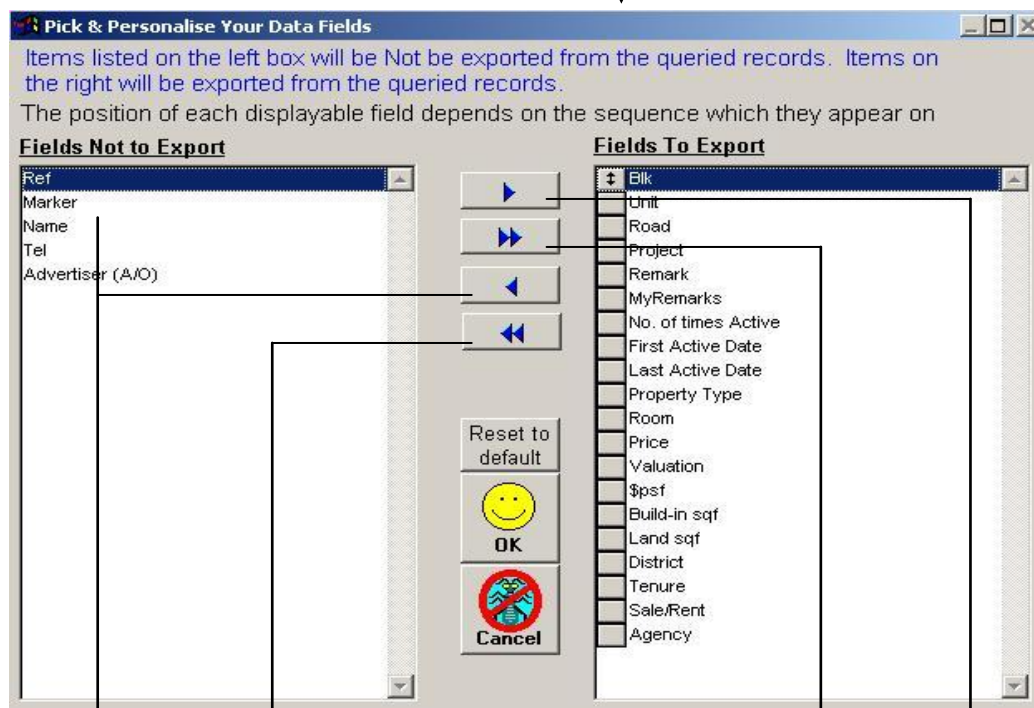 Pick & Personalise Your Data Fields
Items listed on the left box will be Not be exported from the queried records. Items on
the right will be exported from the queried records.
The position of each displayable field depends on the sequence which they appear on
Fields Not to Export
Ref
Marker
Name
Tel
Advertiser (A/O)
Reset to
default
OK
Cancel
Fields To Export
Blk
Unit
Road
Project
Remark
MyRemarks
No. of times Active
First Active Date
Last Active Date
Property Type
Room
Price
Valuation
$psf
Build-in sqf
Land sqf
District
Tenure
Sale/Rent
Agency